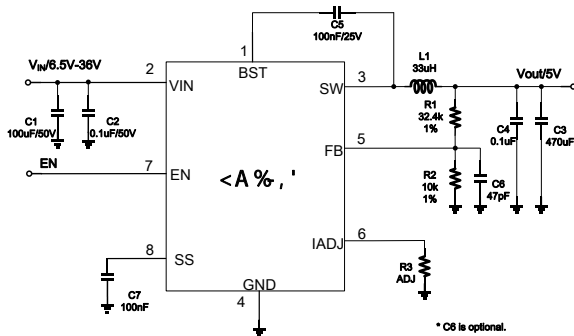 C5
100nF/25V
1
BST
VIN/6.5V-36V
2
VIN
SW
3
L1
33uH
Vout/5V
C1
100uF/50V
C2
0.1uF/50V
R1
32.4k
1%
C4
0.1uF
C3
470uF
EN
7
EN
<A %-, '
FB
5
R2
10k
1%
C6
47pF
IADJ
6
8
SS
R3
ADJ
C7
100nF
GND
4
* C6 is optional.